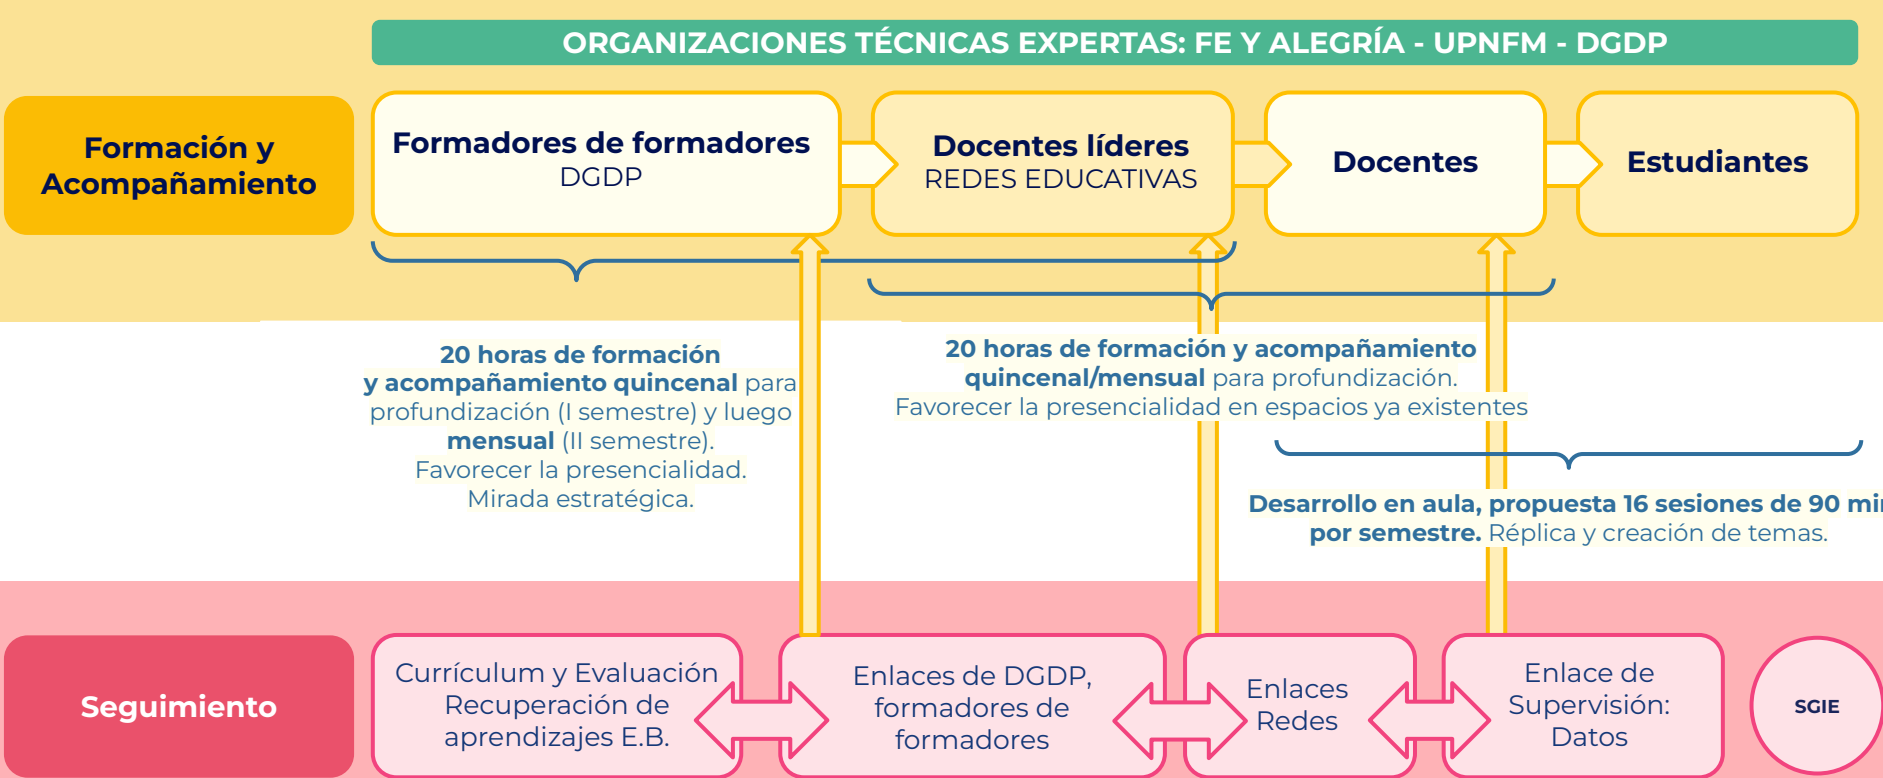 ORGANIZACIONES TÉCNICAS EXPERTAS: FE Y ALEGRÍA - UPNFM - DGDP
Formación y
Acompañamiento
Formadores de formadores
DGDP
Docentes líderes
REDES EDUCATIVAS
Docentes
Estudiantes
20 horas de formación
y acompañamiento quincenal para
profundización (I semestre) y luego
mensual (II semestre).
Favorecer la presencialidad.
Mirada estratégica.
20 horas de formación y acompañamiento
quincenal/mensual para profundización.
Favorecer la presencialidad en espacios ya existentes
Desarrollo en aula, propuesta 16 sesiones de 90 min
por semestre. Réplica y creación de temas.
Seguimiento
Currículum y Evaluación
Recuperación de
aprendizajes E.B.
Enlaces de DGDP,
formadores de
formadores
Enlaces
Redes
Enlace de
Supervisión:
Datos
SGIE